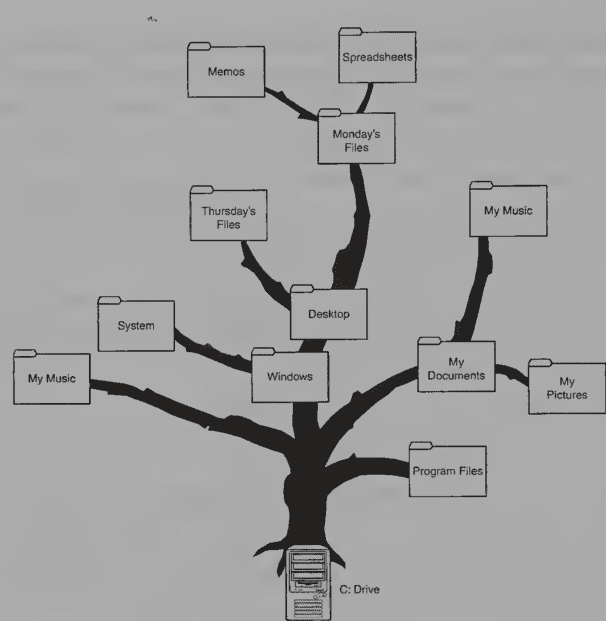 Spreadsheets
Memos
Monday's
Files
My Music
Thursday's
Files
Desktop
System
My
Documents
Windows
My Music
My
Pictures
Program Files
C: Drive